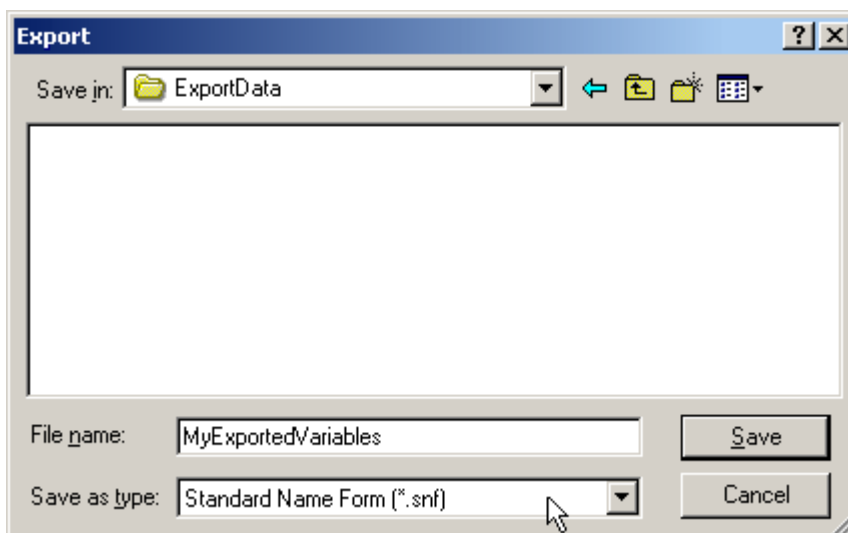 Export
Save in: ExportData
File name: MyExportedVariables Save
Save as type: Standard Name Form (*.snf) Cancel